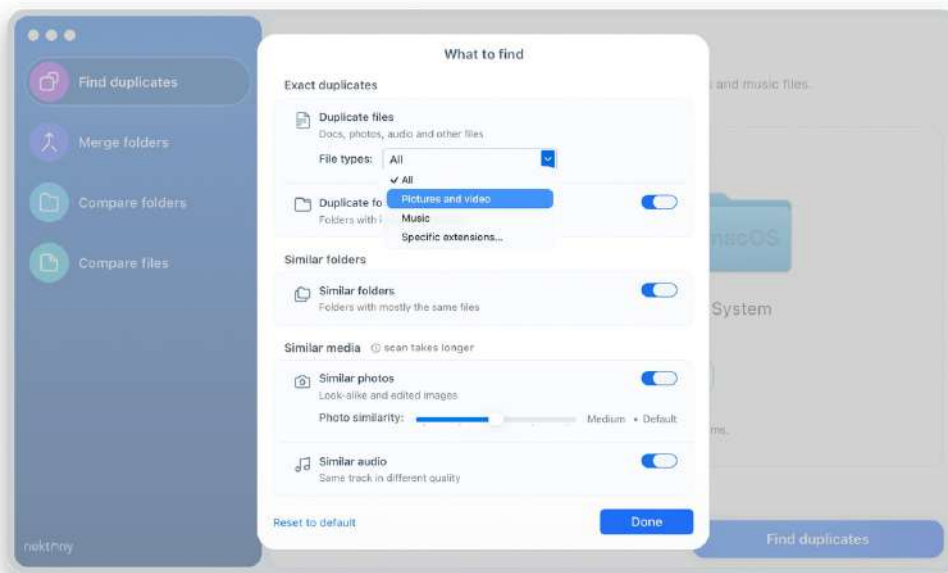 What to find
Find duplicates
Merge folders
Compare folders
Compare files
Exact duplicates
Duplicate files
Docs, photos, audio and other files
File types: All
✓ All
Pictures and video
Music
Specific extensions...
Duplicate fo
Folders with i
Similar folders
Similar folders
Folders with mostly the same files
Similar media scan takes longer
Similar photos
Look-alike and edited images
Photo similarity: Medium • Default
Similar audio
Same track in different quality
Reset to default
Done
and music files.
macOS
System
Find duplicates